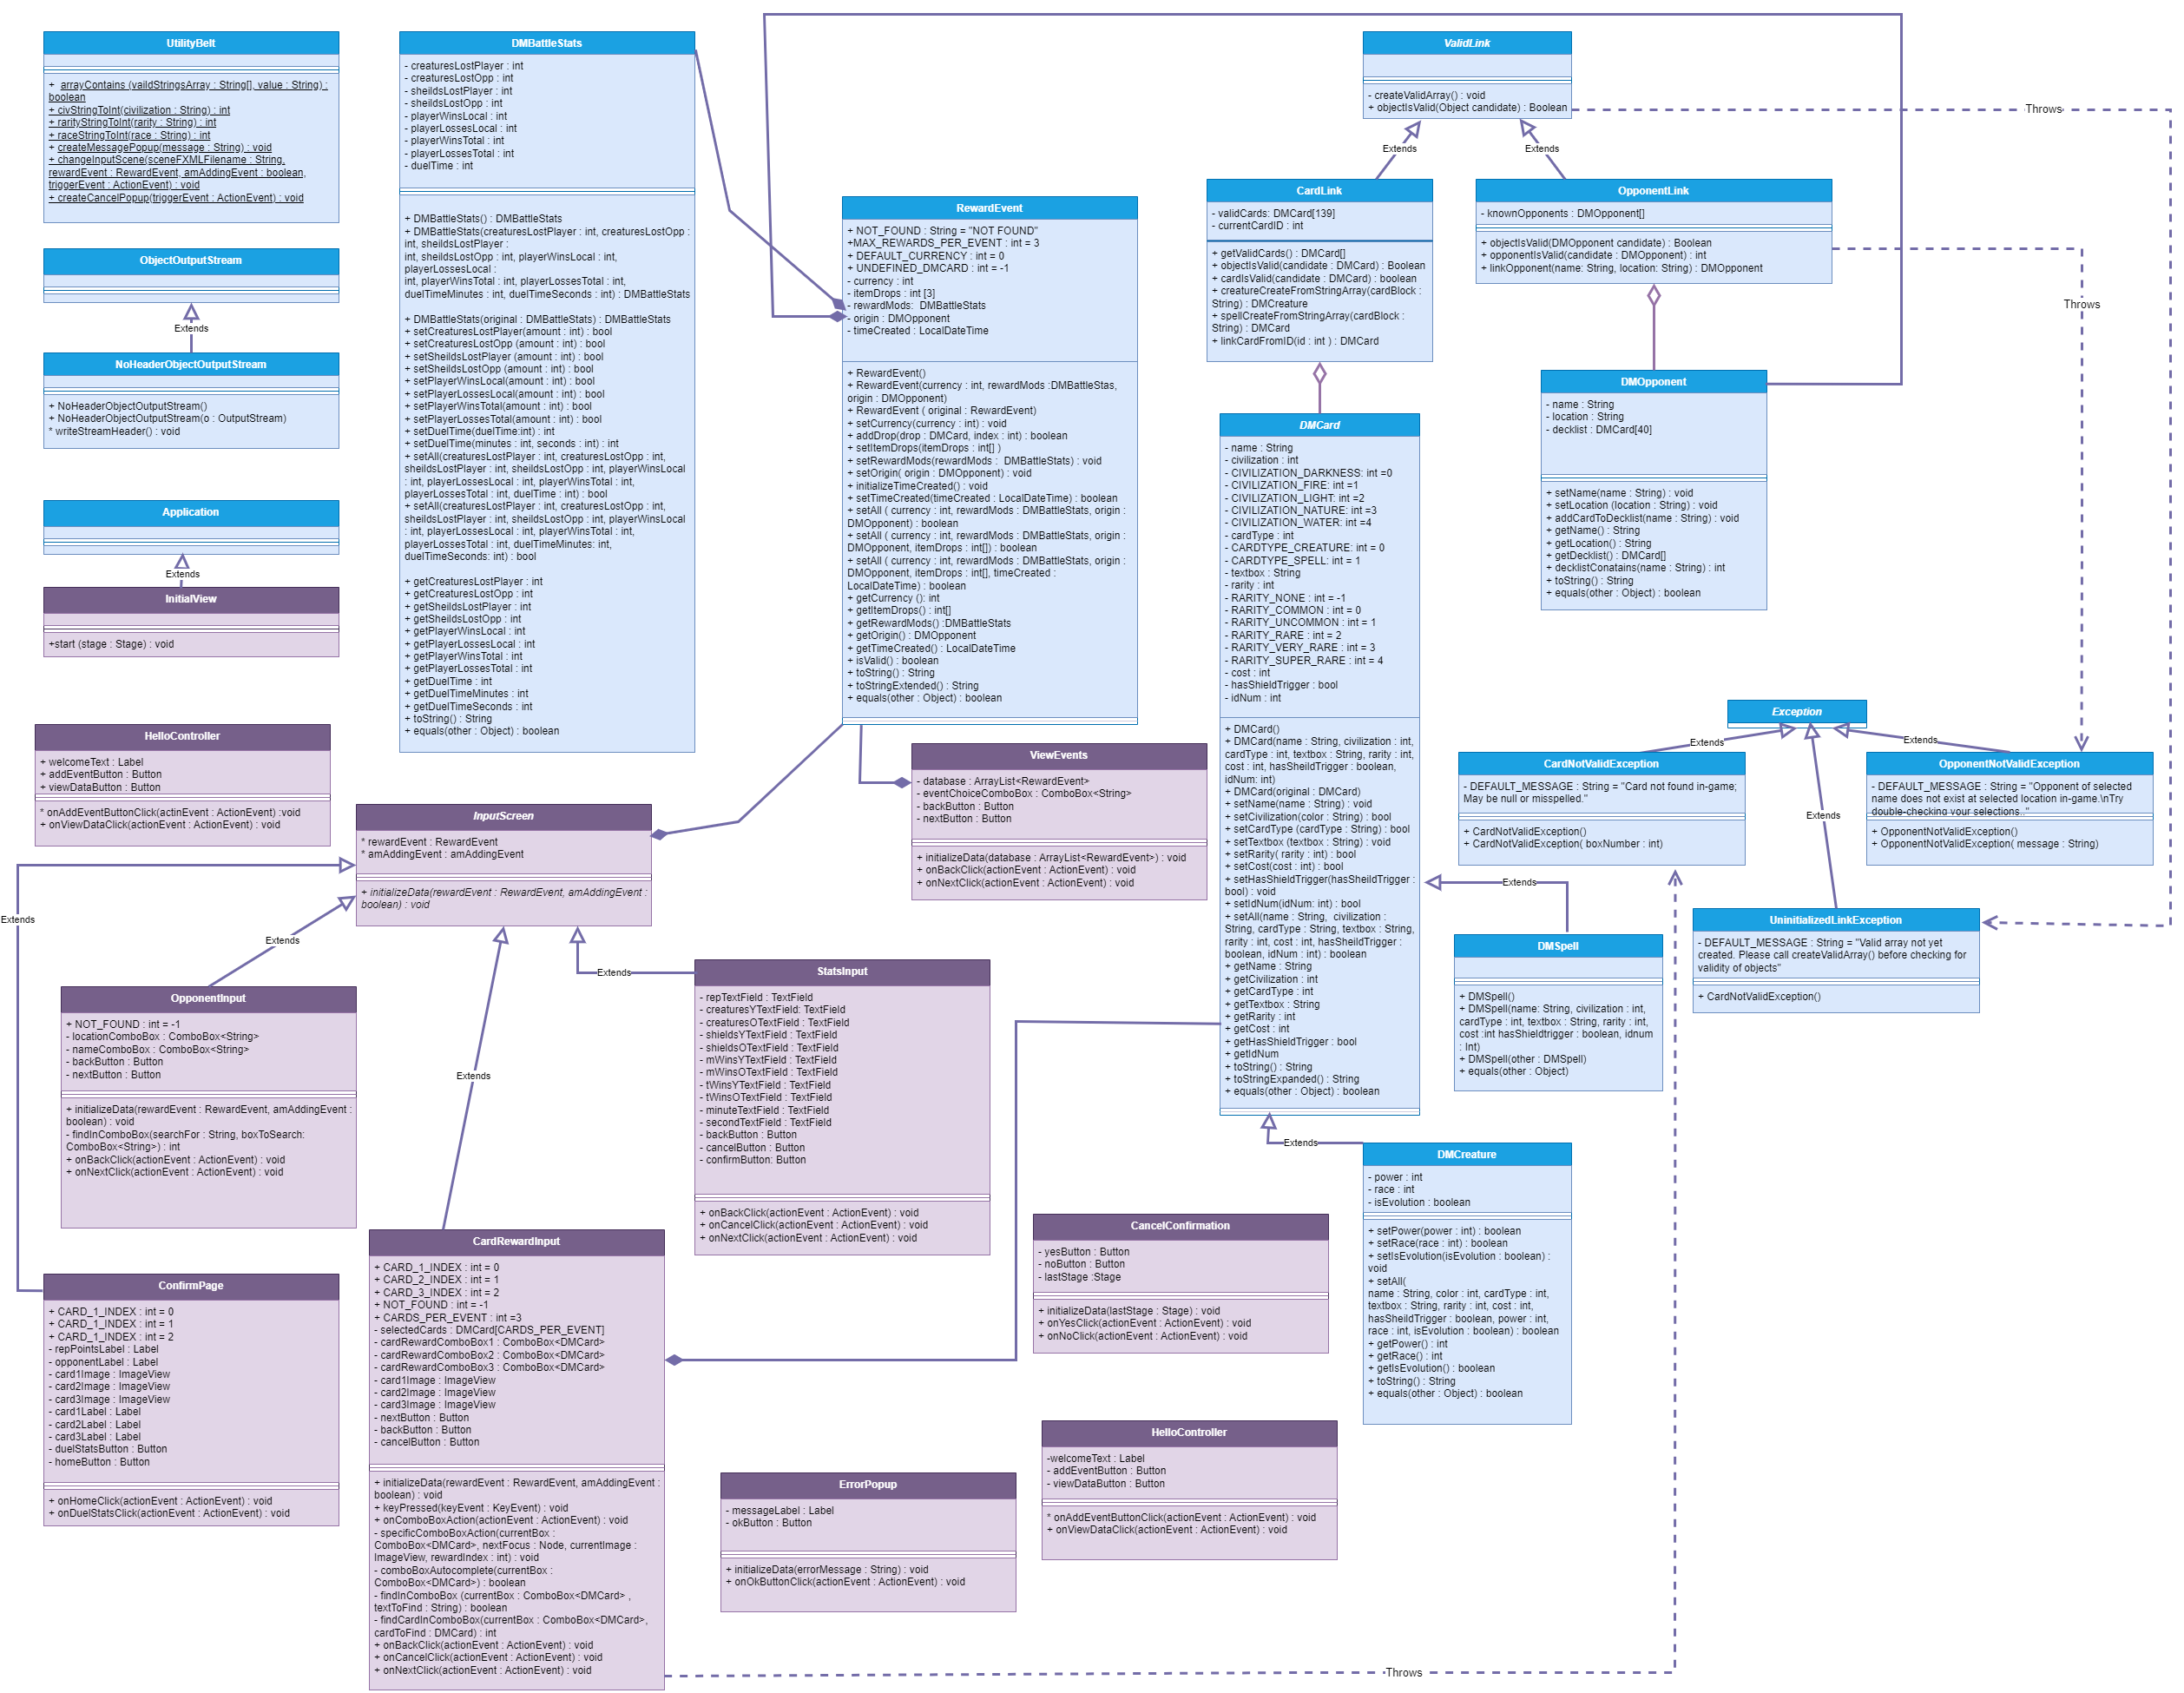 UtilityBelt
+  arrayContains (vaildStringsArray : String[], value : String) :
boolean
+ civStringToInt(civilization : String) : int
+ rarityStringToInt(rarity : String) : int
+ raceStringToInt(race : String) : int
+ createMessagePopup(message : String) : void
+ changeInputScene(sceneFXMLFilename : String,
rewardEvent : RewardEvent, amAddingEvent : boolean,
triggerEvent : ActionEvent) : void
+ createCancelPopup(triggerEvent : ActionEvent) : void
ObjectOutputStream
Extends
NoHeaderObjectOutputStream
+ NoHeaderObjectOutputStream()
+ NoHeaderObjectOutputStream(o : OutputStream)
* writeStreamHeader() : void
Application
Extends
InitialView
+start (stage : Stage) : void
HelloController
+ welcomeText : Label
+ addEventButton : Button
+ viewDataButton : Button
* onAddEventButtonClick(actinEvent : ActionEvent) :void
+ onViewDataClick(actionEvent : ActionEvent) : void
DMBattleStats
- creaturesLostPlayer : int
- creaturesLostOpp : int
- sheildsLostPlayer : int
- sheildsLostOpp : int
- playerWinsLocal : int
- playerLossesLocal : int
- playerWinsTotal : int
- playerLossesTotal : int
- duelTime : int
+ DMBattleStats() : DMBattleStats
+ DMBattleStats(creaturesLostPlayer : int, creaturesLostOpp :
int, sheildsLostPlayer :
int, sheildsLostOpp : int, playerWinsLocal : int,
playerLossesLocal :
int, playerWinsTotal : int, playerLossesTotal : int,
duelTimeMinutes : int, duelTimeSeconds : int) : DMBattleStats
+ DMBattleStats(original : DMBattleStats) : DMBattleStats
+ setCreaturesLostPlayer(amount : int) : bool
+ setCreaturesLostOpp (amount : int) : bool
+ setSheildsLostPlayer (amount : int) : bool
+ setSheildsLostOpp (amount : int) : bool
+ setPlayerWinsLocal(amount : int) : bool
+ setPlayerLossesLocal(amount : int) : bool
+ setPlayerWinsTotal(amount : int) : bool
+ setPlayerLossesTotal(amount : int) : bool
+ setDuelTime(duelTime:int) : int
+ setDuelTime(minutes : int, seconds : int) : int
+ setAll(creaturesLostPlayer : int, creaturesLostOpp : int,
sheildsLostPlayer : int, sheildsLostOpp : int, playerWinsLocal
: int, playerLossesLocal : int, playerWinsTotal : int,
playerLossesTotal : int, duelTime : int) : bool
+ setAll(creaturesLostPlayer : int, creaturesLostOpp : int,
sheildsLostPlayer : int, sheildsLostOpp : int, playerWinsLocal
: int, playerLossesLocal : int, playerWinsTotal : int,
playerLossesTotal : int, duelTimeMinutes: int,
duelTimeSeconds: int) : bool
+ getCreaturesLostPlayer : int
+ getCreaturesLostOpp : int
+ getSheildsLostPlayer : int
+ getSheildsLostOpp : int
+ getPlayerWinsLocal : int
+ getPlayerLossesLocal : int
+ getPlayerWinsTotal : int
+ getPlayerLossesTotal : int
+ getDuelTime : int
+ getDuelTimeMinutes : int
+ getDuelTimeSeconds : int
+ toString() : String
+ equals(other : Object) : boolean
RewardEvent
+ NOT_FOUND : String = "NOT FOUND"
+MAX_REWARDS_PER_EVENT : int = 3
+ DEFAULT_CURRENCY : int = 0
+ UNDEFINED_DMCARD : int = -1
- currency : int
- itemDrops : int [3]
- rewardMods:  DMBattleStats
- origin : DMOpponent
- timeCreated : LocalDateTime
+ RewardEvent()
+ RewardEvent(currency : int, rewardMods :DMBattleStas,
origin : DMOpponent)
+ RewardEvent ( original : RewardEvent)
+ setCurrency(currency : int) : void
+ addDrop(drop : DMCard, index : int) : boolean
+ setItemDrops(itemDrops : int[] )
+ setRewardMods(rewardMods :  DMBattleStats) : void
+ setOrigin( origin : DMOpponent) : void
+ initializeTimeCreated() : void
+ setTimeCreated(timeCreated : LocalDateTime) : boolean
+ setAll ( currency : int, rewardMods : DMBattleStats, origin :
DMOpponent) : boolean
+ setAll ( currency : int, rewardMods : DMBattleStats, origin :
DMOpponent, itemDrops : int[]) : boolean
+ setAll ( currency : int, rewardMods : DMBattleStats, origin :
DMOpponent, itemDrops : int[], timeCreated :
LocalDateTime) : boolean
+ getCurrency (): int
+ getItemDrops() : int[]
+ getRewardMods() :DMBattleStats
+ getOrigin() : DMOpponent
+ getTimeCreated() : LocalDateTime
+ isValid() : boolean
+ toString() : String
+ toStringExtended() : String
+ equals(other : Object) : boolean
ValidLink
- createValidArray() : void
+ objectIsValid(Object candidate) : Boolean
Throws
Extends
Extends
CardLink
- validCards: DMCard[139]
- currentCardID : int
+ getValidCards() : DMCard[]
+ objectIsValid(candidate : DMCard) : Boolean
+ cardIsValid(candidate : DMCard) : boolean
+ creatureCreateFromStringArray(cardBlock :
String) : DMCreature
+ spellCreateFromStringArray(cardBlock :
String) : DMCard
+ linkCardFromID(id : int ) : DMCard
OpponentLink
- knownOpponents : DMOpponent[]
+ objectIsValid(DMOpponent candidate) : Boolean
+ opponentIsValid(candidate : DMOpponent) : int
+ linkOpponent(name: String, location: String) : DMOpponent
Throws
DMOpponent
- name : String
- location : String
- decklist : DMCard[40]
+ setName(name : String) : void
+ setLocation (location : String) : void
+ addCardToDecklist(name : String) : void
+ getName() : String
+ getLocation() : String
+ getDecklist() : DMCard[]
+ decklistConatains(name : String) : int
+ toString() : String
+ equals(other : Object) : boolean
DMCard
- name : String
- civilization : int
- CIVILIZATION_DARKNESS: int =0
- CIVILIZATION_FIRE : int =1
- CIVILIZATION_LIGHT : int =2
- CIVILIZATION_NATURE : int =3
- CIVILIZATION_WATER: int =4
- cardType : int
- CARDTYPE_CREATURE: int = 0
- CARDTYPE_SPELL: int = 1
- textbox : String
- rarity : int
- RARITY_NONE : int = -1
- RARITY_COMMON : int = 0
- RARITY_UNCOMMON : int = 1
- RARITY_RARE : int = 2
- RARITY_VERY_RARE : int = 3
- RARITY_SUPER_RARE : int = 4
- cost : int
- hasShieldTrigger : bool
- idNum : int
+ DMCard()
+ DMCard(name : String, civilization : int,
cardType : int, textbox : String, rarity : int,
cost : int, hasSheildTrigger : boolean,
idNum: int)
+ DMCard(original : DMCard)
+ setName(name : String) : void
+ setCivilization(color : String) : bool
+ setCardType (cardType : String) : bool
+ setTextbox (textbox : String) : void
+ setRarity( rarity : int) : bool
+ setCost(cost : int) : bool
+ setHasShieldTrigger(hasSheildTrigger :
bool) : void
+ setIdNum(idNum: int) : bool
+ setAll(name : String,  civilization :
String, cardType : String, textbox : String,
rarity : int, cost : int, hasSheildTrigger :
boolean, idNum : int) : boolean
+ getName : String
+ getCivilization : int
+ getCardType : int
+ getTextbox : String
+ getRarity : int
+ getCost : int
+ getHasShieldTrigger : bool
+ getIdNum
+ toString() : String
+ toStringExpanded() : String
+ equals(other : Object) : boolean
Exception
Extends
Extends
Extends
CardNotValidException
- DEFAULT_MESSAGE : String = "Card not found in-game;
May be null or misspelled."
+ CardNotValidException()
+ CardNotValidException( boxNumber : int)
OpponentNotValidException
- DEFAULT_MESSAGE : String = "Opponent of selected
name does not exist at selected location in-game.\nTry
double-checking your selections.."
+ OpponentNotValidException()
+ OpponentNotValidException( message : String)
UninitializedLinkException
- DEFAULT_MESSAGE : String = "Valid array not yet
created. Please call createValidArray() before checking for
validity of objects"
+ CardNotValidException()
Extends
DMSpell
+ DMSpell()
+ DMSpell(name: String, civilization : int,
cardType : int, textbox : String, rarity : int,
cost :int hasShieldtrigger : boolean, idnum
: Int)
+ DMSpell(other : DMSpell)
+ equals(other : Object)
Extends
DMCreature
- power : int
- race : int
- isEvolution : boolean
+ setPower(power : int) : boolean
+ setRace(race : int) : boolean
+ setIsEvolution(isEvolution : boolean) :
void
+ setAll(
name : String, color : int, cardType : int,
textbox : String, rarity : int, cost : int,
hasSheildTrigger : boolean, power : int,
race : int, isEvolution : boolean) : boolean
+ getPower() : int
+ getRace() : int
+ getIsEvolution() : boolean
+ toString() : String
+ equals(other : Object) : boolean
ViewEvents
- database : ArrayList<RewardEvent>
- eventChoiceComboBox : ComboBox<String>
- backButton : Button
- nextButton : Button
+ initializeData(database : ArrayList<RewardEvent>) : void
+ onBackClick(actionEvent : ActionEvent) : void
+ onNextClick(actionEvent : ActionEvent) : void
InputScreen
* rewardEvent : RewardEvent
* amAddingEvent : amAddingEvent
+ initializeData(rewardEvent : RewardEvent, amAddingEvent :
boolean) : void
Extends
Extends
Extends
Extends
OpponentInput
+ NOT_FOUND : int = -1
- locationComboBox : ComboBox<String>
- nameComboBox : ComboBox<String>
- backButton : Button
- nextButton : Button
+ initializeData(rewardEvent : RewardEvent, amAddingEvent :
boolean) : void
- findInComboBox(searchFor : String, boxToSearch:
ComboBox<String>) : int
+ onBackClick(actionEvent : ActionEvent) : void
+ onNextClick(actionEvent : ActionEvent) : void
StatsInput
- repTextField : TextField
- creaturesYTextField: TextField
- creaturesOTextField : TextField
- shieldsYTextField : TextField
- shieldsOTextField : TextField
- mWinsYTextField : TextField
- mWinsOTextField : TextField
- tWinsYTextField : TextField
- tWinsOTextField : TextField
- minuteTextField : TextField
- secondTextField : TextField
- backButton : Button
- cancelButton : Button
- confirmButton: Button
+ onBackClick(actionEvent : ActionEvent) : void
+ onCancelClick(actionEvent : ActionEvent) : void
+ onNextClick(actionEvent : ActionEvent) : void
ConfirmPage
+ CARD_1_INDEX : int = 0
+ CARD_1_INDEX : int = 1
+ CARD_1_INDEX : int = 2
- repPointsLabel : Label
- opponentLabel : Label
- card1Image : ImageView
- card2Image : ImageView
- card3Image : ImageView
- card1Label : Label
- card2Label : Label
- card3Label : Label
- duelStatsButton : Button
- homeButton : Button
+ onHomeClick(actionEvent : ActionEvent) : void
+ onDuelStatsClick(actionEvent : ActionEvent) : void
CardRewardInput
+ CARD_1_INDEX : int = 0
+ CARD_2_INDEX : int = 1
+ CARD_3_INDEX : int = 2
+ NOT_FOUND : int = -1
+ CARDS_PER_EVENT : int =3
- selectedCards : DMCard[CARDS_PER_EVENT]
- cardRewardComboBox1 : ComboBox<DMCard>
- cardRewardComboBox2 : ComboBox<DMCard>
- cardRewardComboBox3 : ComboBox<DMCard>
- card1Image : ImageView
- card2Image : ImageView
- card3Image : ImageView
- nextButton : Button
- backButton : Button
- cancelButton : Button
+ initializeData(rewardEvent : RewardEvent, amAddingEvent :
boolean) : void
+ keyPressed(keyEvent : KeyEvent) : void
+ onComboBoxAction(actionEvent : ActionEvent) : void
- specificComboBoxAction(currentBox :
ComboBox<DMCard>, nextFocus : Node, currentImage :
ImageView, rewardIndex : int) : void
- comboBoxAutocomplete(currentBox :
ComboBox<DMCard>) : boolean
- findInComboBox (currentBox : ComboBox<DMCard> ,
textToFind : String) : boolean
- findCardInComboBox(currentBox : ComboBox<DMCard>,
cardToFind : DMCard) : int
+ onBackClick(actionEvent : ActionEvent) : void
+ onCancelClick(actionEvent : ActionEvent) : void
+ onNextClick(actionEvent : ActionEvent) : void
Throws
CancelConfirmation
- yesButton : Button
- noButton : Button
- lastStage :Stage
+ initializeData(lastStage : Stage) : void
+ onYesClick(actionEvent : ActionEvent) : void
+ onNoClick(actionEvent : ActionEvent) : void
HelloController
-welcomeText : Label
- addEventButton : Button
- viewDataButton : Button
* onAddEventButtonClick(actionEvent : ActionEvent) : void
+ onViewDataClick(actionEvent : ActionEvent) : void
ErrorPopup
- messageLabel : Label
- okButton : Button
+ initializeData(errorMessage : String) : void
+ onOkButtonClick(actionEvent : ActionEvent) : void